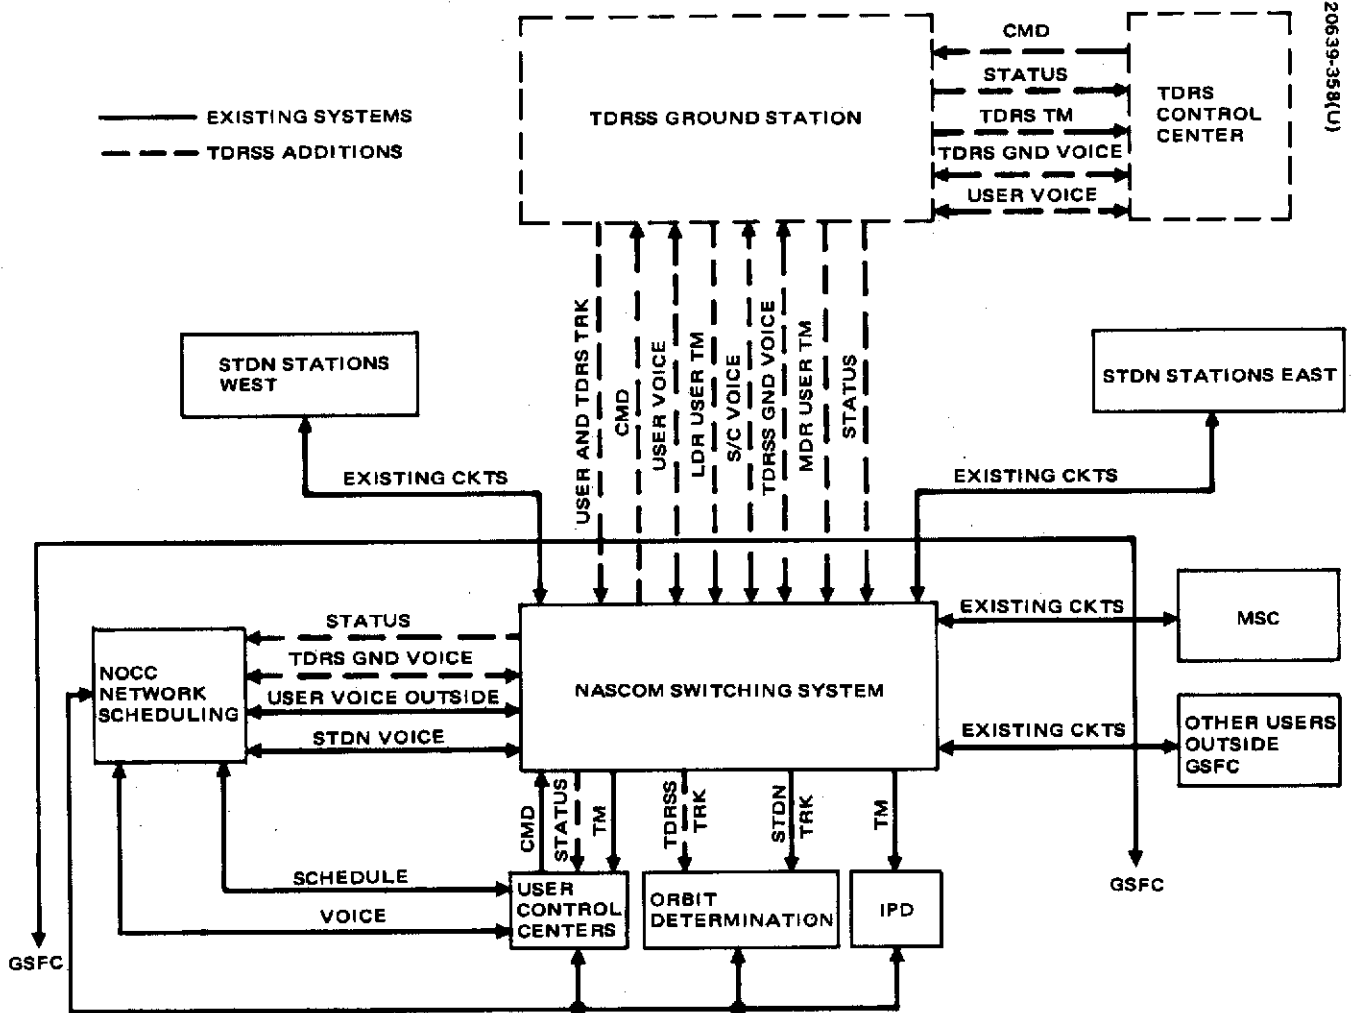 20639-358(U)
EXISTING SYSTEMS
TDRSS ADDITIONS
TDRSS GROUND STATION
CMD
STATUS
TDRS TM
TDRS GND VOICE
USER VOICE
TDRS
CONTROL
CENTER
USER AND TDRS TRK
CMD
USER VOICE
LDR USER TM
S/C VOICE
TDRSS GND VOICE
MDR USER TM
STATUS
STDN STATIONS
WEST
STDN STATIONS EAST
EXISTING CKTS
EXISTING CKTS
NOCC
NETWORK
SCHEDULING
STATUS
TDRS GND VOICE
USER VOICE OUTSIDE
STDN VOICE
NASCOM SWITCHING SYSTEM
EXISTING CKTS
MSC
EXISTING CKTS
OTHER USERS
OUTSIDE
GSFC
CMD
STATUS
TM
TDRSS
TRK
STDN
TRK
TM
SCHEDULE
VOICE
USER
CONTROL
CENTERS
ORBIT
DETERMINATION
IPD
GSFC
GSFC